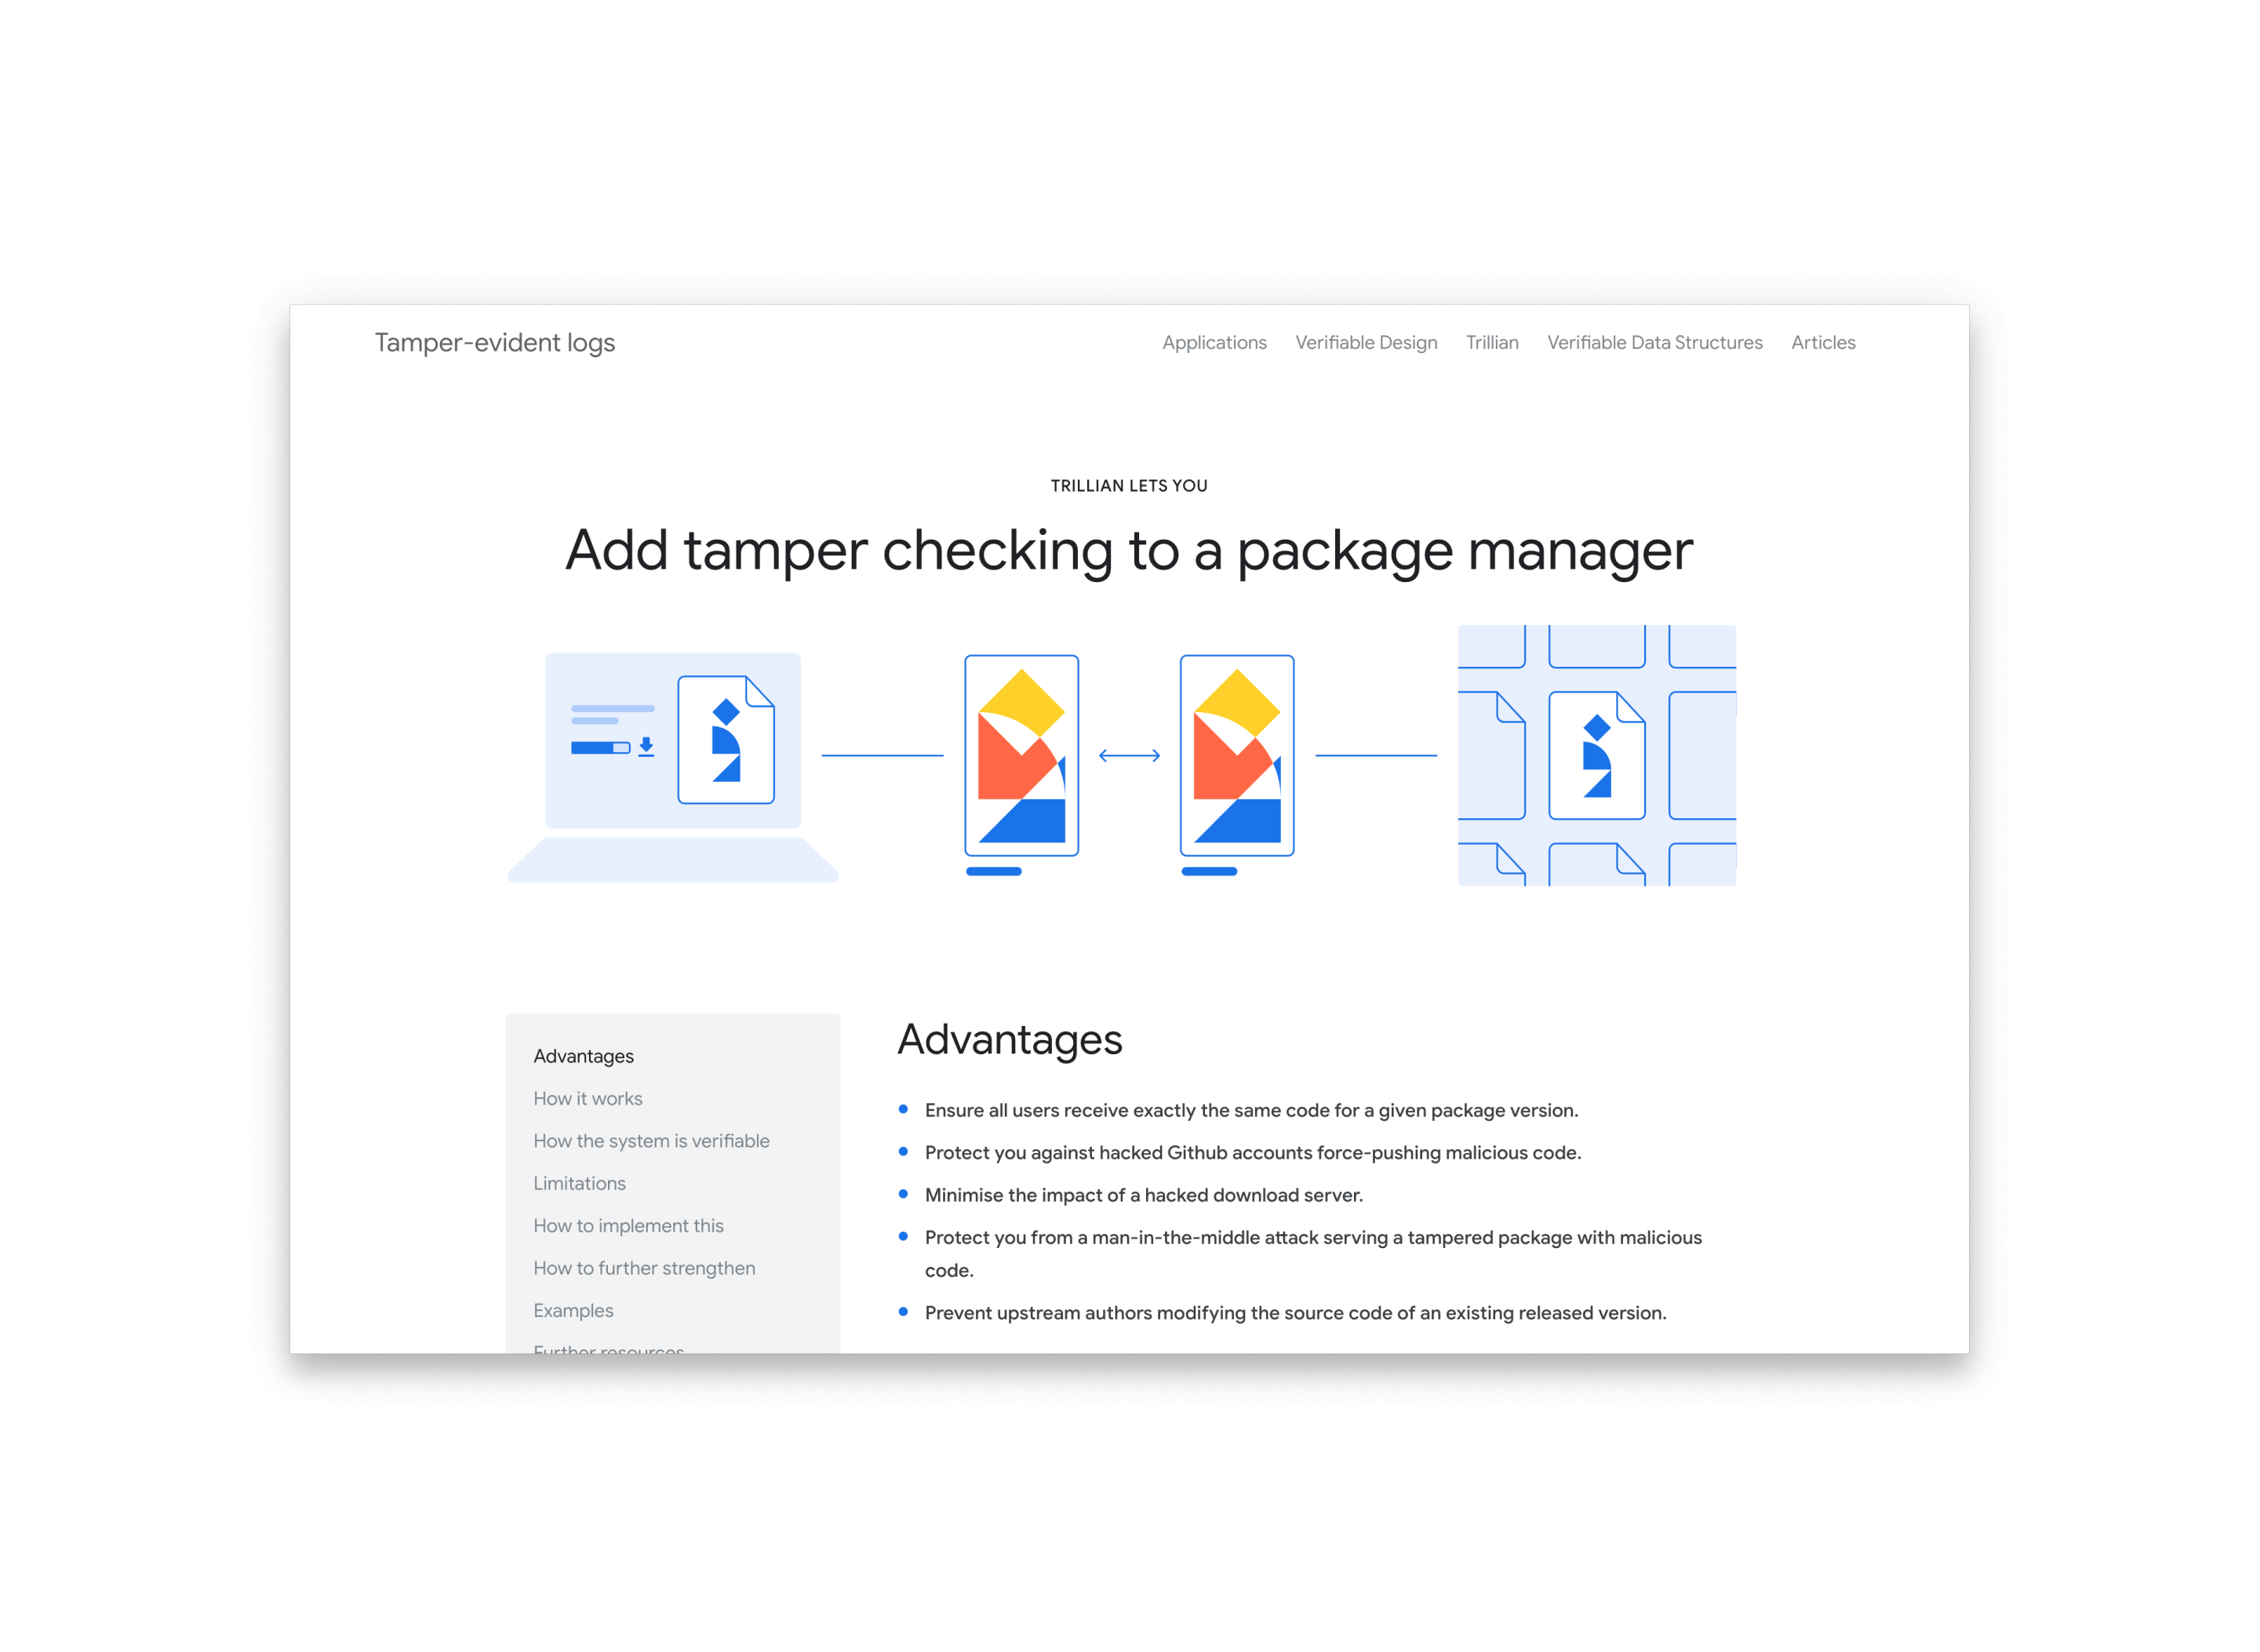 Tamper-evident logs
Applications Verifiable Design Trillian Verifiable Data Structures Articles
TRILLIAN LETS YOU
Add tamper checking to a package manager
Advantages
How it works
How the system is verifiable
Limitations
How to implement this
How to further strengthen
Examples
Further resources
Advantages
Ensure all users receive exactly the same code for a given package version.
Protect you against hacked Github accounts force-pushing malicious code.
Minimise the impact of a hacked download server.
Protect you from a man-in-the-middle attack serving a tampered package with malicious
code.
Prevent upstream authors modifying the source code of an existing released version.